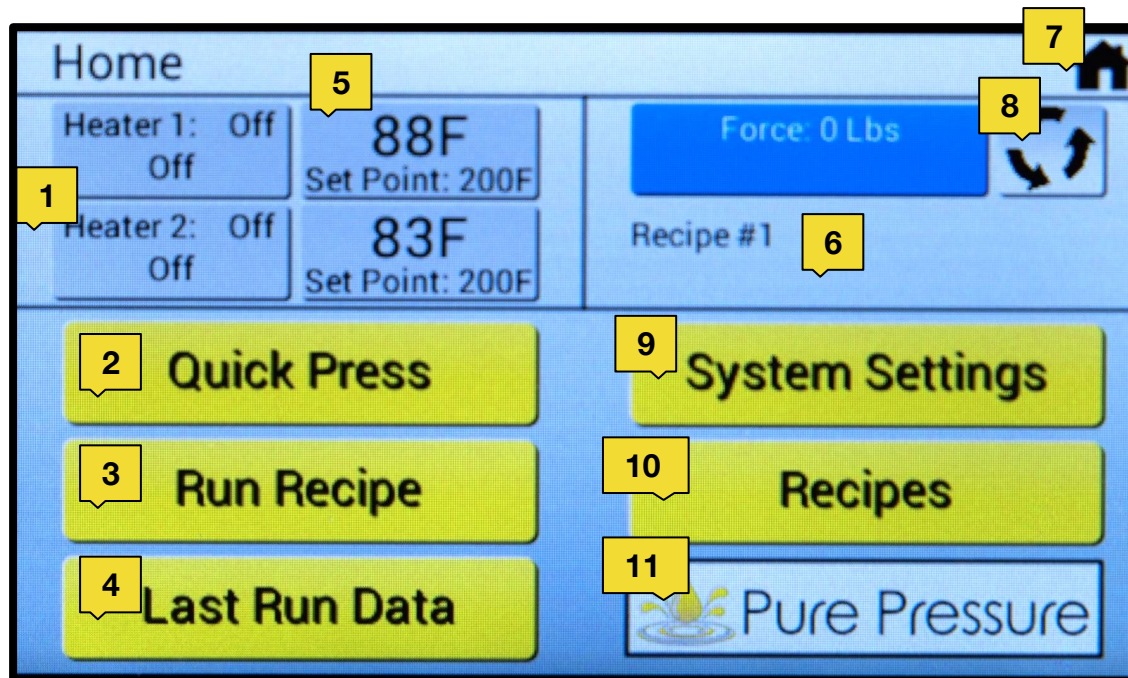 Home
7
5
8
Heater 1: Off
Off
88F
Set Point: 200F
Force: 0 Lbs
1
Heater 2: Off
Off
83F
Set Point: 200F
Recipe #1
6
2
Quick Press
9
System Settings
3
Run Recipe
10
Recipes
4
Last Run Data
11
Pure Pressure